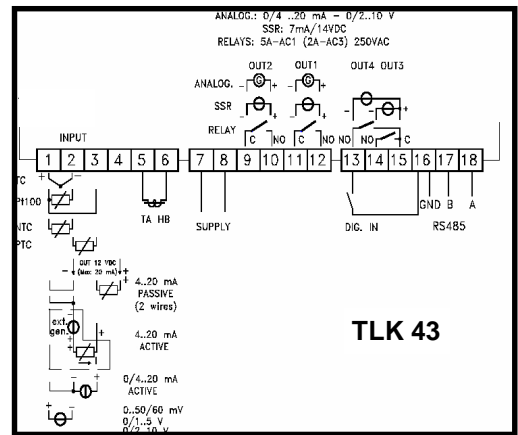 ANALOG.: 0/4 ..20 mA - 0/2..10 V
SSR: 7mA/14VDC
RELAYS: 5A-AC1 (2A-AC3) 250VAC
OUT2 OUT1 OUT4 OUT3
ANALOG. - G + - G +
SSR - + - + - - +
RELAY
INPUT C NO C NO NO NO C
1 2 3 4 5 6 7 8 9 10 11 12 13 14 15 16 17 18
TC + -
Pt100
TA HB SUPPLY DIG. IN GND B A
RS485
NTC
PTC
OUT 12 VDC
(Max 20 mA)
- + +
4..20 mA
PASSIVE
(2 wires)
ext.
gen.
+
4..20 mA
ACTIVE
TLK 43
- +
0/4..20 mA
ACTIVE
+ -
0..50/60 mV
0/1..5 V
0/2..10 V